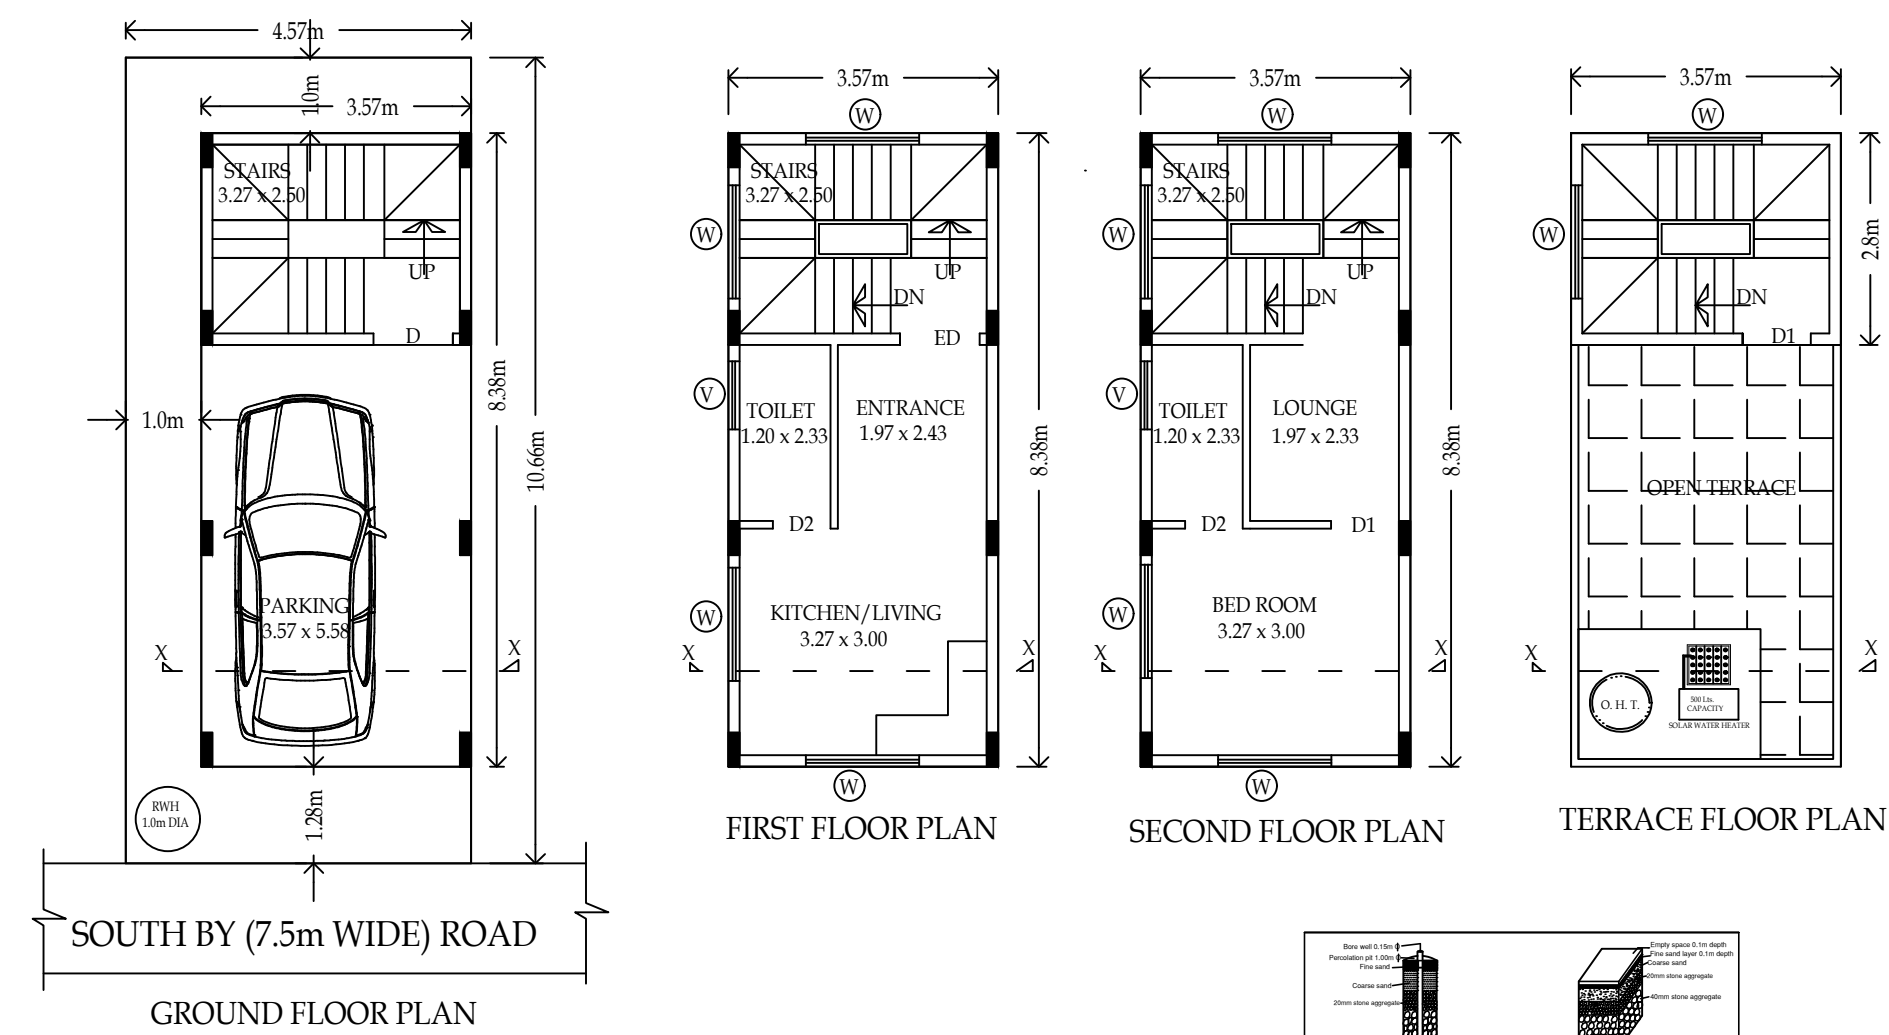 4.57m
1.0m
3.57m
STAIRS
3.27 x 2.50
UP
D
1.0m
8.38m
10.66m
PARKING
3.57 x 5.58
X
X
RWH
1.0m DIA
1.28m
SOUTH BY (7.5m WIDE) ROAD
GROUND FLOOR PLAN
3.57m
W
STAIRS
3.27 x 2.50
W
UP
DN
ED
V
TOILET
1.20 x 2.33
ENTRANCE
1.97 x 2.43
8.38m
D2
W
KITCHEN/LIVING
3.27 x 3.00
X
X
W
FIRST FLOOR PLAN
3.57m
W
STAIRS
3.27 x 2.50
W
UP
DN
V
TOILET
1.20 x 2.33
LOUNGE
1.97 x 2.33
8.38m
D2
D1
W
BED ROOM
3.27 x 3.00
X
X
W
SECOND FLOOR PLAN
3.57m
W
W
2.8m
DN
D1
OPEN TERRACE
X
X
O. H. T.
500 Lts.
CAPACITY
SOLAR WATER HEATER
TERRACE FLOOR PLAN
Bore well 0.15m ϕ
Percolation pit 1.00m ϕ
Fine sand
Coarse sand
20mm stone aggregate
Empty space 0.1m depth
Fine sand layer 0.1m depth
Coarse sand
20mm stone aggregate
40mm stone aggregate